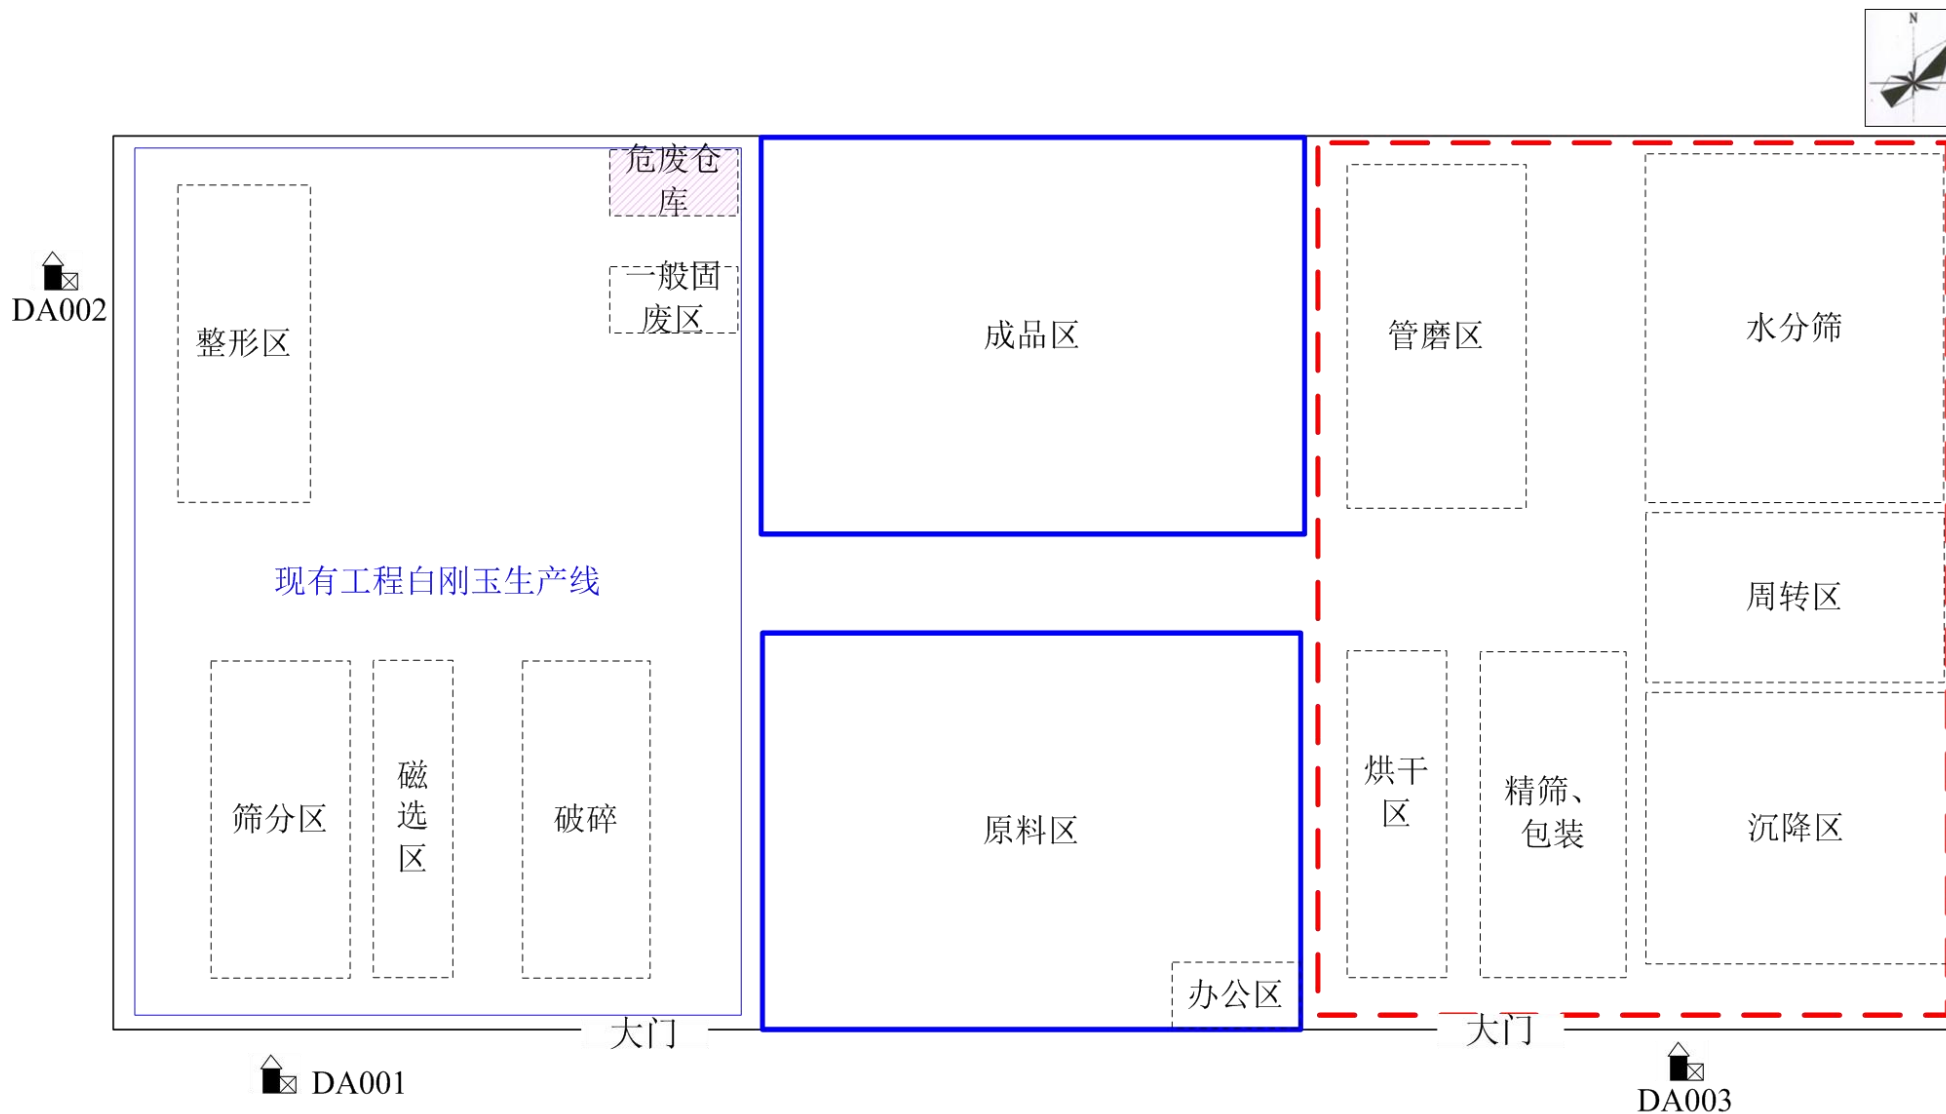 N
危废仓
库
一般固
废区
DA002
整形区
成品区
管磨区
水分筛
现有工程白刚玉生产线
周转区
筛分区
磁
选
区
破碎
原料区
烘干
区
精筛、
包装
沉降区
办公区
大门
大门
DA001
DA003